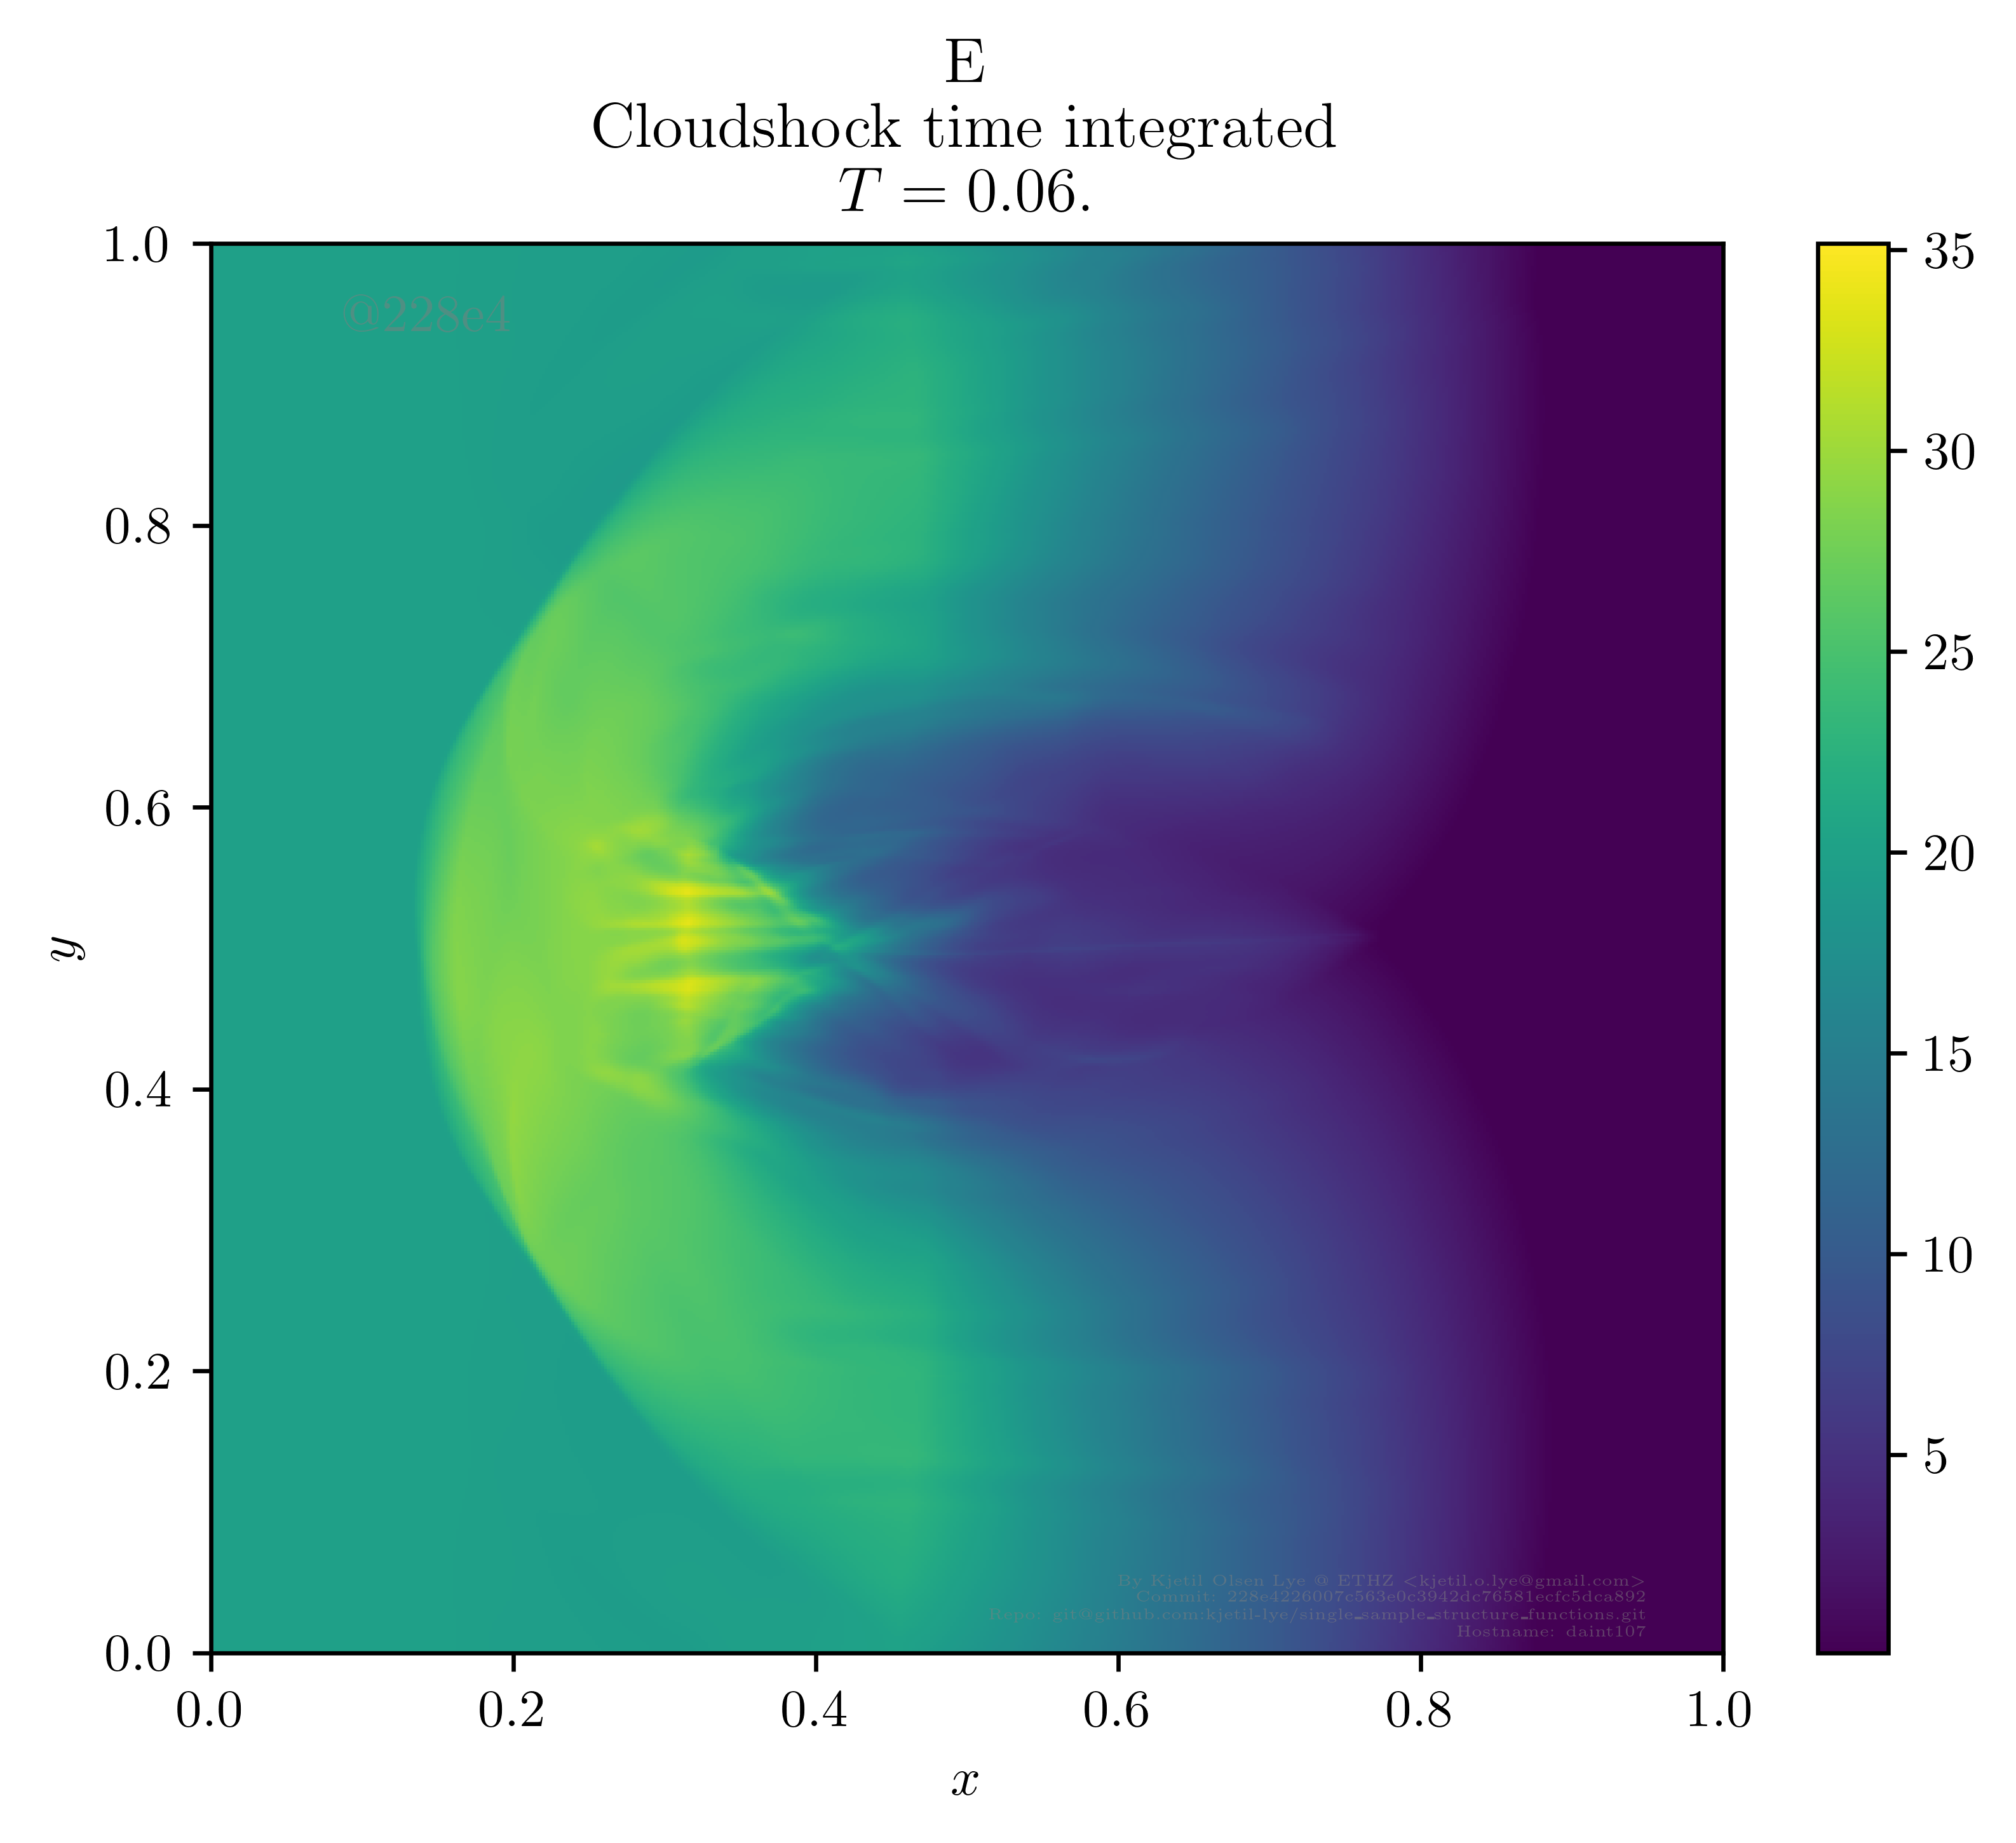 E
Cloudshock time integrated
T = 0.06.
@228e4
1.0
0.8
0.6
0.4
0.2
0.0
y
0.0 0.2 0.4 0.6 0.8 1.0
x
35
30
25
20
15
10
5
By Kjetil Olsen Lye @ ETHZ <kjetil.o.lye@gmail.com>
Commit: 228e4226007c563e0c3942dc76581ecfc5dca892
Repo: git@github.com:kjetil-lye/single_sample_structure_functions.git
Hostname: daint107